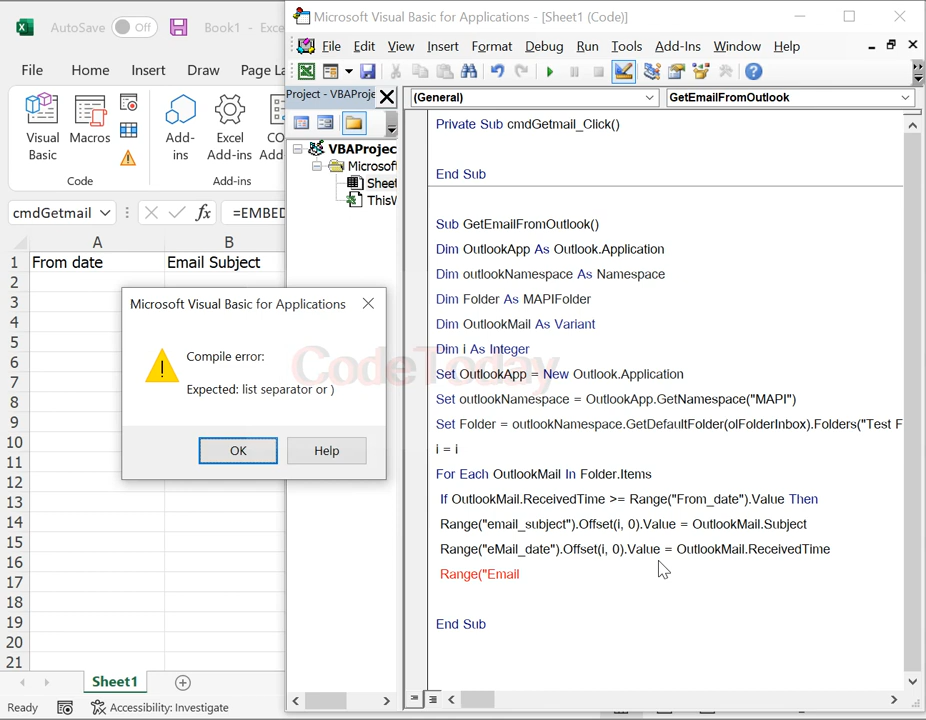 AutoSave Off Book1 - Exce
File Home Insert Draw Page La
Visual Basic
Macros
Add-ins
Excel Add-ins
CO Add
Code
Add-ins
cmdGetmail
fx
=EMBED
A B
1 From date Email Subject
2
3
4
5
6
7
8
9
10
11
12
13
14
15
16
17
18
19
20
21
Sheet1
Ready Accessibility: Investigate
Microsoft Visual Basic for Applications
Compile error:
Expected: list separator or )
OK Help
Microsoft Visual Basic for Applications - [Sheet1 (Code)]
File Edit View Insert Format Debug Run Tools Add-Ins Window Help
Project - VBAProje
VBAProjec
Microsof
Sheet
ThisW
(General) GetEmailFromOutlook
Private Sub cmdGetmail_Click()
End Sub
Sub GetEmailFromOutlook()
Dim OutlookApp As Outlook.Application
Dim outlookNamespace As Namespace
Dim Folder As MAPIFolder
Dim OutlookMail As Variant
Dim i As Integer
Set OutlookApp = New Outlook.Application
Set outlookNamespace = OutlookApp.GetNamespace("MAPI")
Set Folder = outlookNamespace.GetDefaultFolder(olFolderInbox).Folders("Test F
i = i
For Each OutlookMail In Folder.Items
If OutlookMail.ReceivedTime >= Range("From_date").Value Then
Range("email_subject").Offset(i, 0).Value = OutlookMail.Subject
Range("eMail_date").Offset(i, 0).Value = OutlookMail.ReceivedTime
Range("Email
End Sub
CodeToday